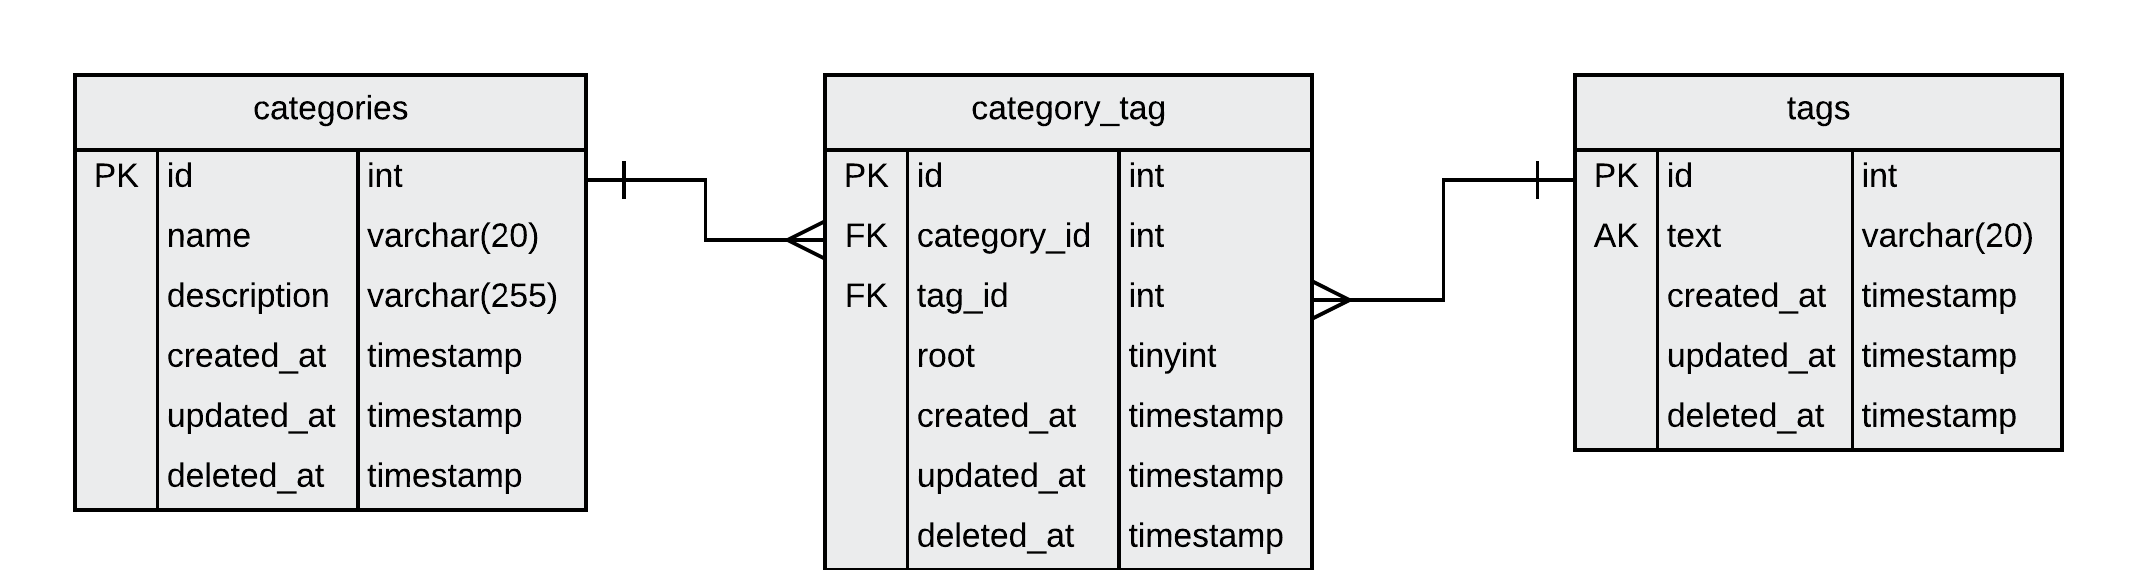 categories
PK id int
name varchar(20)
description varchar(255)
created_at timestamp
updated_at timestamp
deleted_at timestamp
category_tag
PK id int
FK category_id int
FK tag_id int
root tinyint
created_at timestamp
updated_at timestamp
deleted_at timestamp
tags
PK id int
AK text varchar(20)
created_at timestamp
updated_at timestamp
deleted_at timestamp